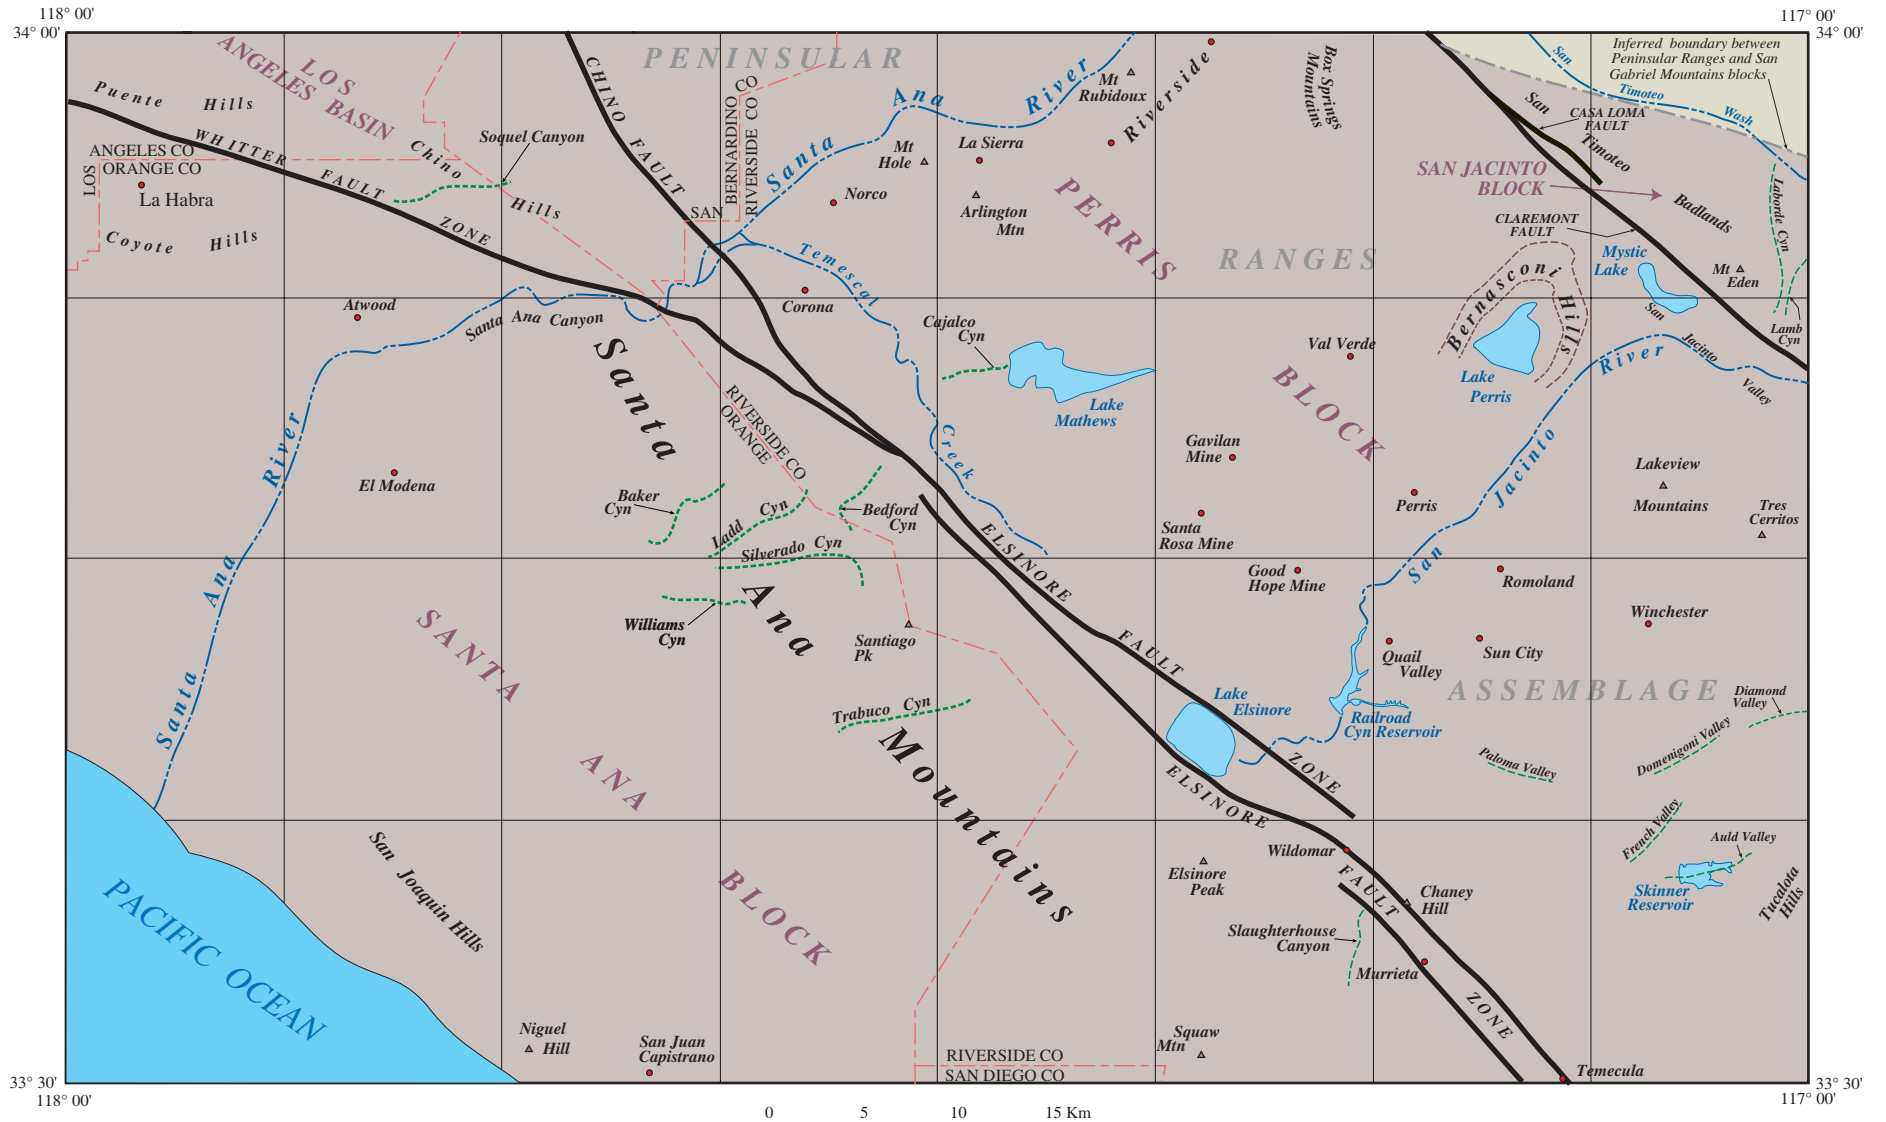 118° 00'
117° 00'
34° 00'
34° 00'
PENINSULAR
LOS
ANGELES BASIN
Puente Hills
CHINO FAULT
SAN BERNARDINO CO
RIVERSIDE CO
Santa Ana River
Mt
Rubidoux
Riverside
Box Springs
Mountains
San Timoteo Wash
Inferred boundary between
Peninsular Ranges and San
Gabriel Mountains blocks
San Timoteo
Badlands
CASA LOMA
FAULT
WHITTER FAULT ZONE
LOS ANGELES CO
ORANGE CO
La Habra
Coyote Hills
Soquel Canyon
Chino Hills
Mt
Hole
La Sierra
Norco
Arlington
Mtn
PERRIS
BLOCK
SAN JACINTO
BLOCK
CLAREMONT
FAULT
Laborde Cyn
RANGES
Bernasconi Hills
Mystic
Lake
Mt
Eden
Lamb
Cyn
Temescal Creek
Corona
Atwood
Santa Ana Canyon
Cajalco
Cyn
Lake
Mathews
Val Verde
Lake
Perris
San Jacinto River
San
Jacinto
Valley
Santa Ana Mountains
RIVERSIDE CO
ORANGE
Santa Ana River
El Modena
Gavilan
Mine
Lakeview
Mountains
Perris
Tres
Cerritos
Baker
Cyn
Ladd Cyn
Bedford
Cyn
Silverado Cyn
Santa
Rosa Mine
ELSINORE FAULT ZONE
Good
Hope Mine
Romoland
Williams
Cyn
Santiago
Pk
Winchester
Quail
Valley
Sun City
SANTA
ANA
BLOCK
ASSEMBLAGE
Trabuco Cyn
Lake
Elsinore
Railroad
Cyn Reservoir
Diamond
Valley
Domenigoni Valley
Paloma Valley
ELSINORE FAULT ZONE
French Valley
Auld Valley
Skinner
Reservoir
Tucalota
Hills
Wildomar
Elsinore
Peak
Chaney
Hill
Slaughterhouse
Canyon
Murrieta
San Joaquin Hills
PACIFIC OCEAN
Niguel
Hill
San Juan
Capistrano
RIVERSIDE CO
SAN DIEGO CO
Squaw
Mtn
Temecula
33° 30'
33° 30'
118° 00'
117° 00'
0 5 10 15 Km